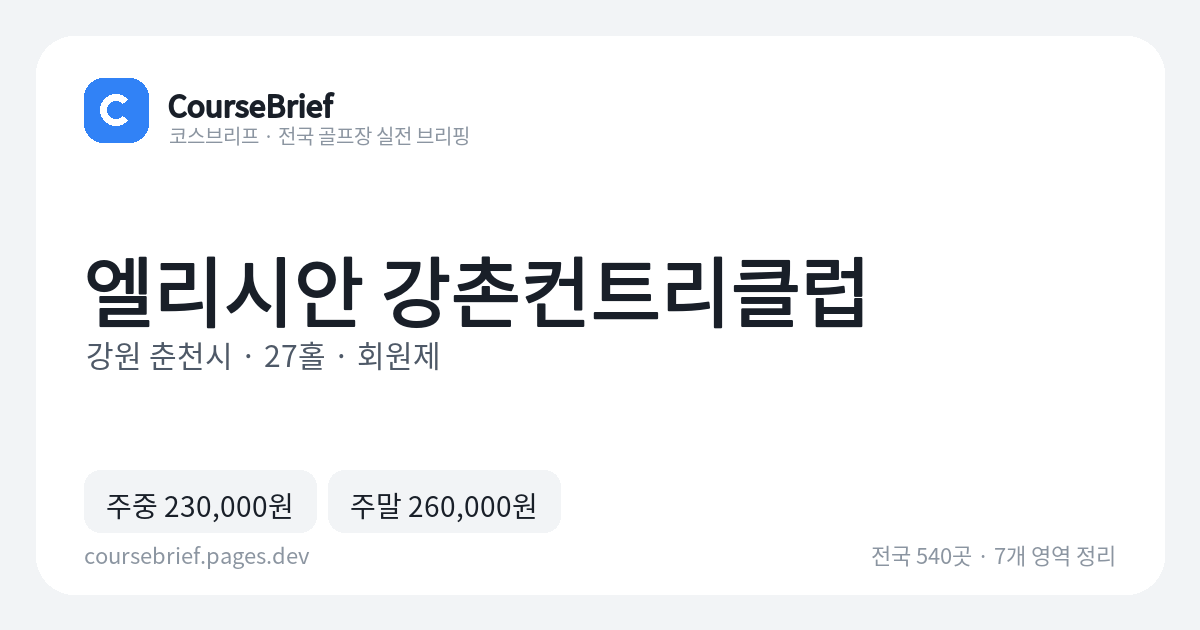 CourseBrief
코스브리프 · 전국 골프장 실전 브리핑
엘리시안 강촌컨트리클럽
강원 춘천시 · 27홀 · 회원제
주중 230,000원 주말 260,000원
coursebrief.pages.dev 전국 540곳 · 7개 영역 정리